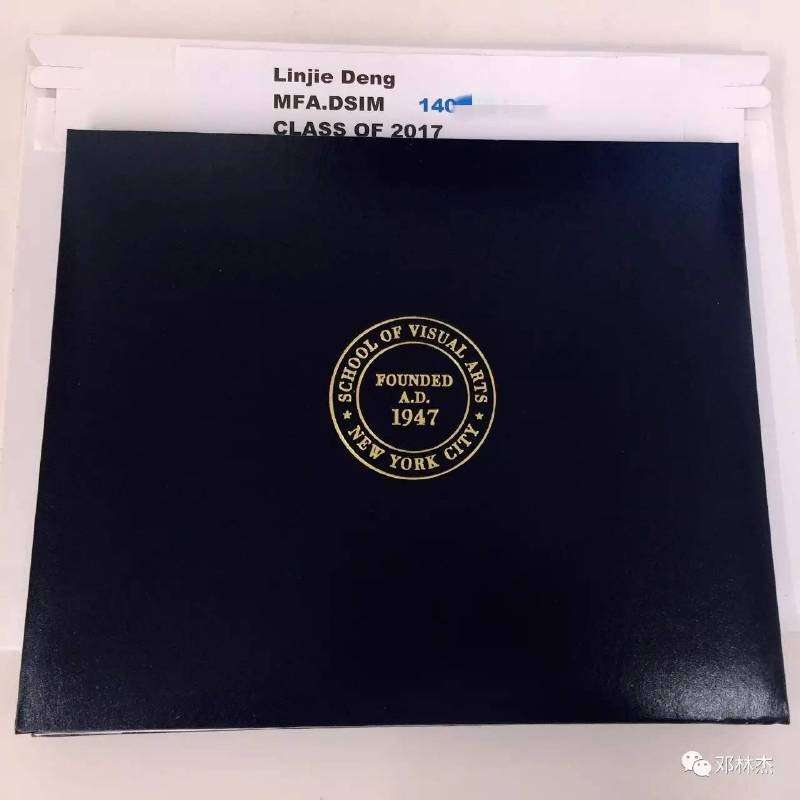 Linjie Deng
MFA.DSIM 140
CLASS OF 2017
SCHOOL OF VISUAL ARTS
FOUNDED
A.D.
1947
NEW YORK CITY
邓林杰